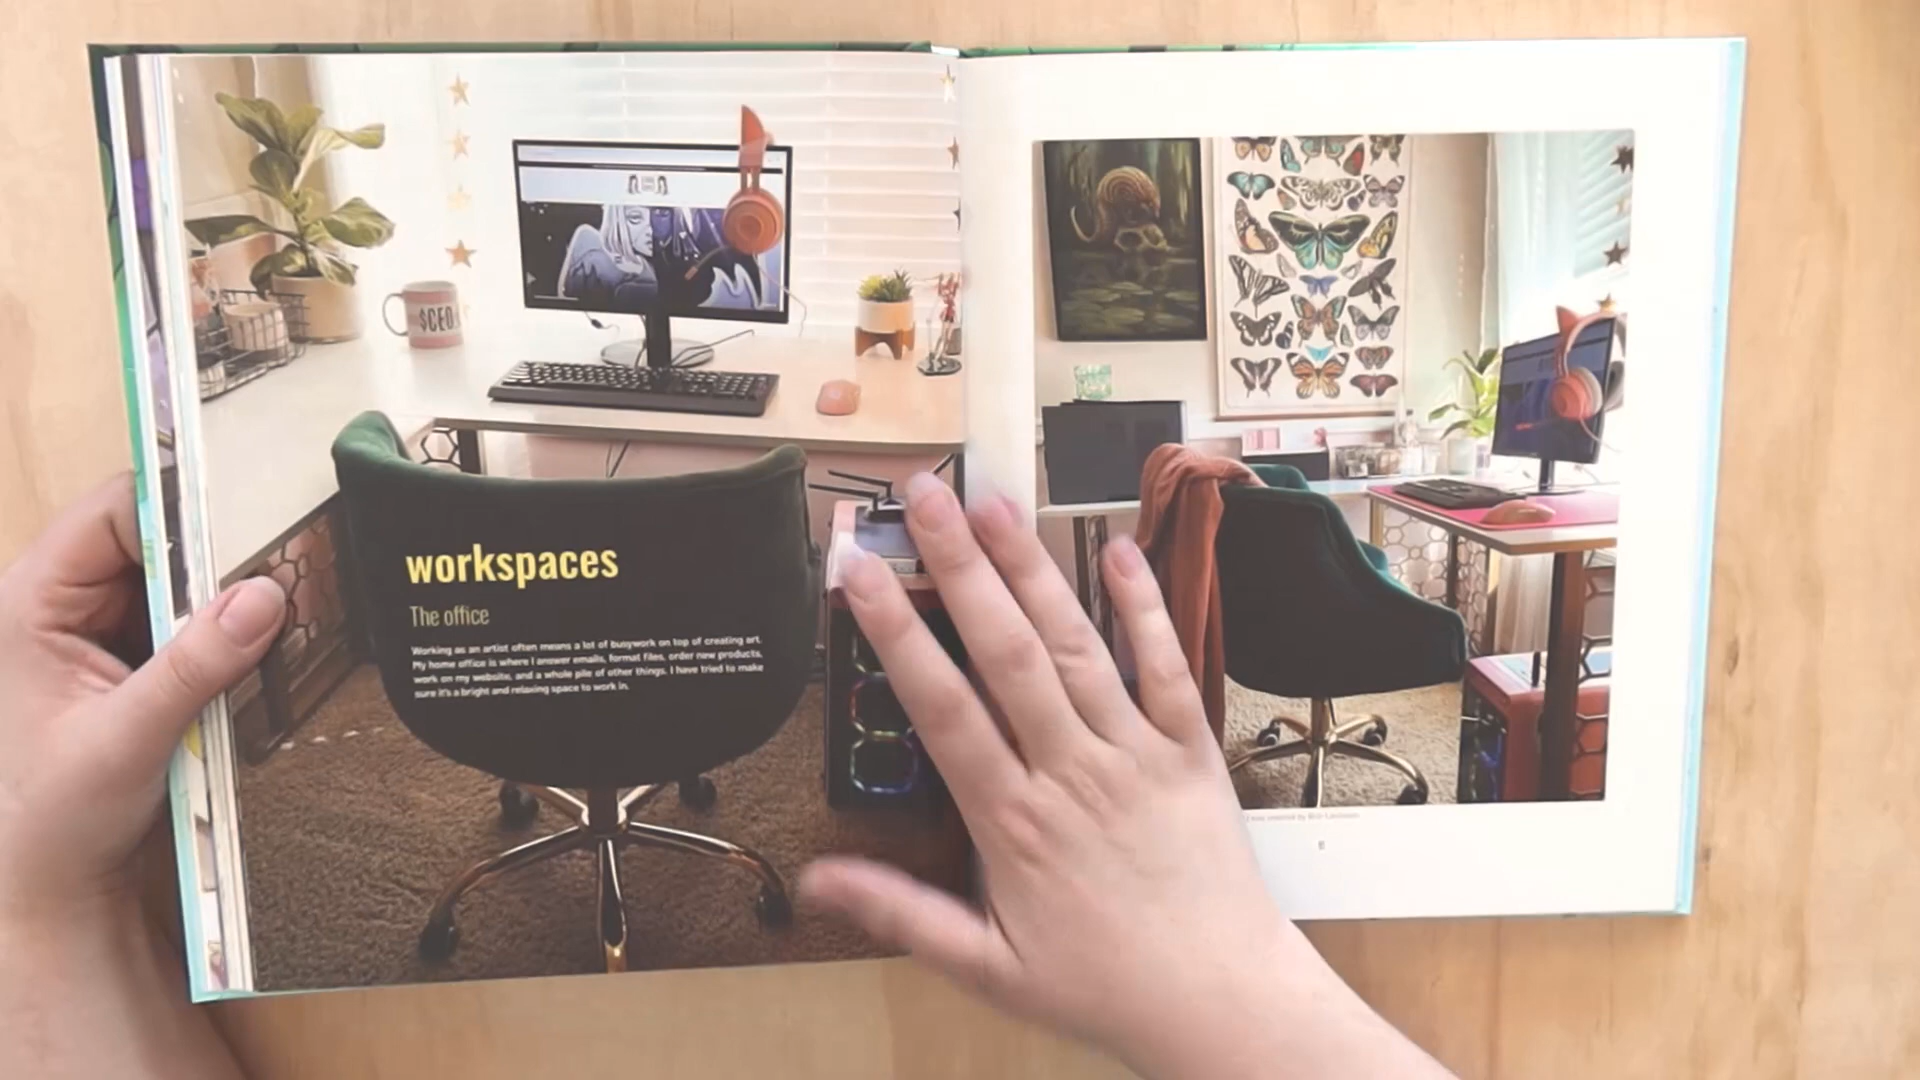 $CEO
workspaces
The office
Working as an artist often means a lot of busywork on top of creating art.
My home office is where I answer emails, format files, order new products,
work on my website, and a whole pile of other things. I have tried to make
sure it's a bright and relaxing space to work in.